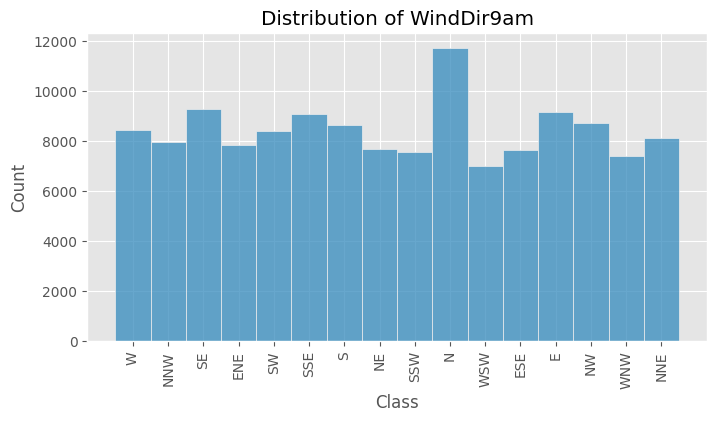 Distribution of WindDir9am
12000
10000
8000
6000
4000
2000
0
Count
W
NNW
SE
ENE
SW
SSE
S
NE
SSW
N
WSW
ESE
E
NW
WNW
NNE
Class